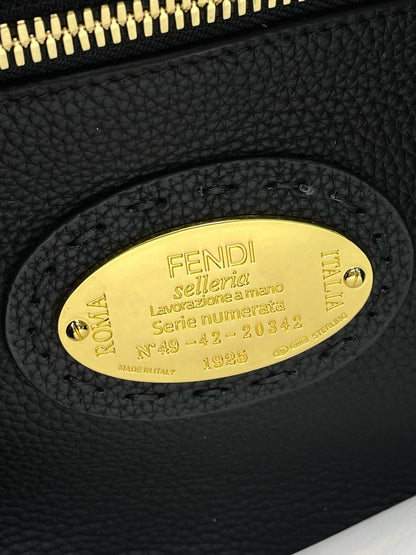 FENDI
selleria
Lavorazione a mano
Serie numerata
N° 49-42-20342
1925
MADE IN ITALY
STERLING
ROMA
ITALIA